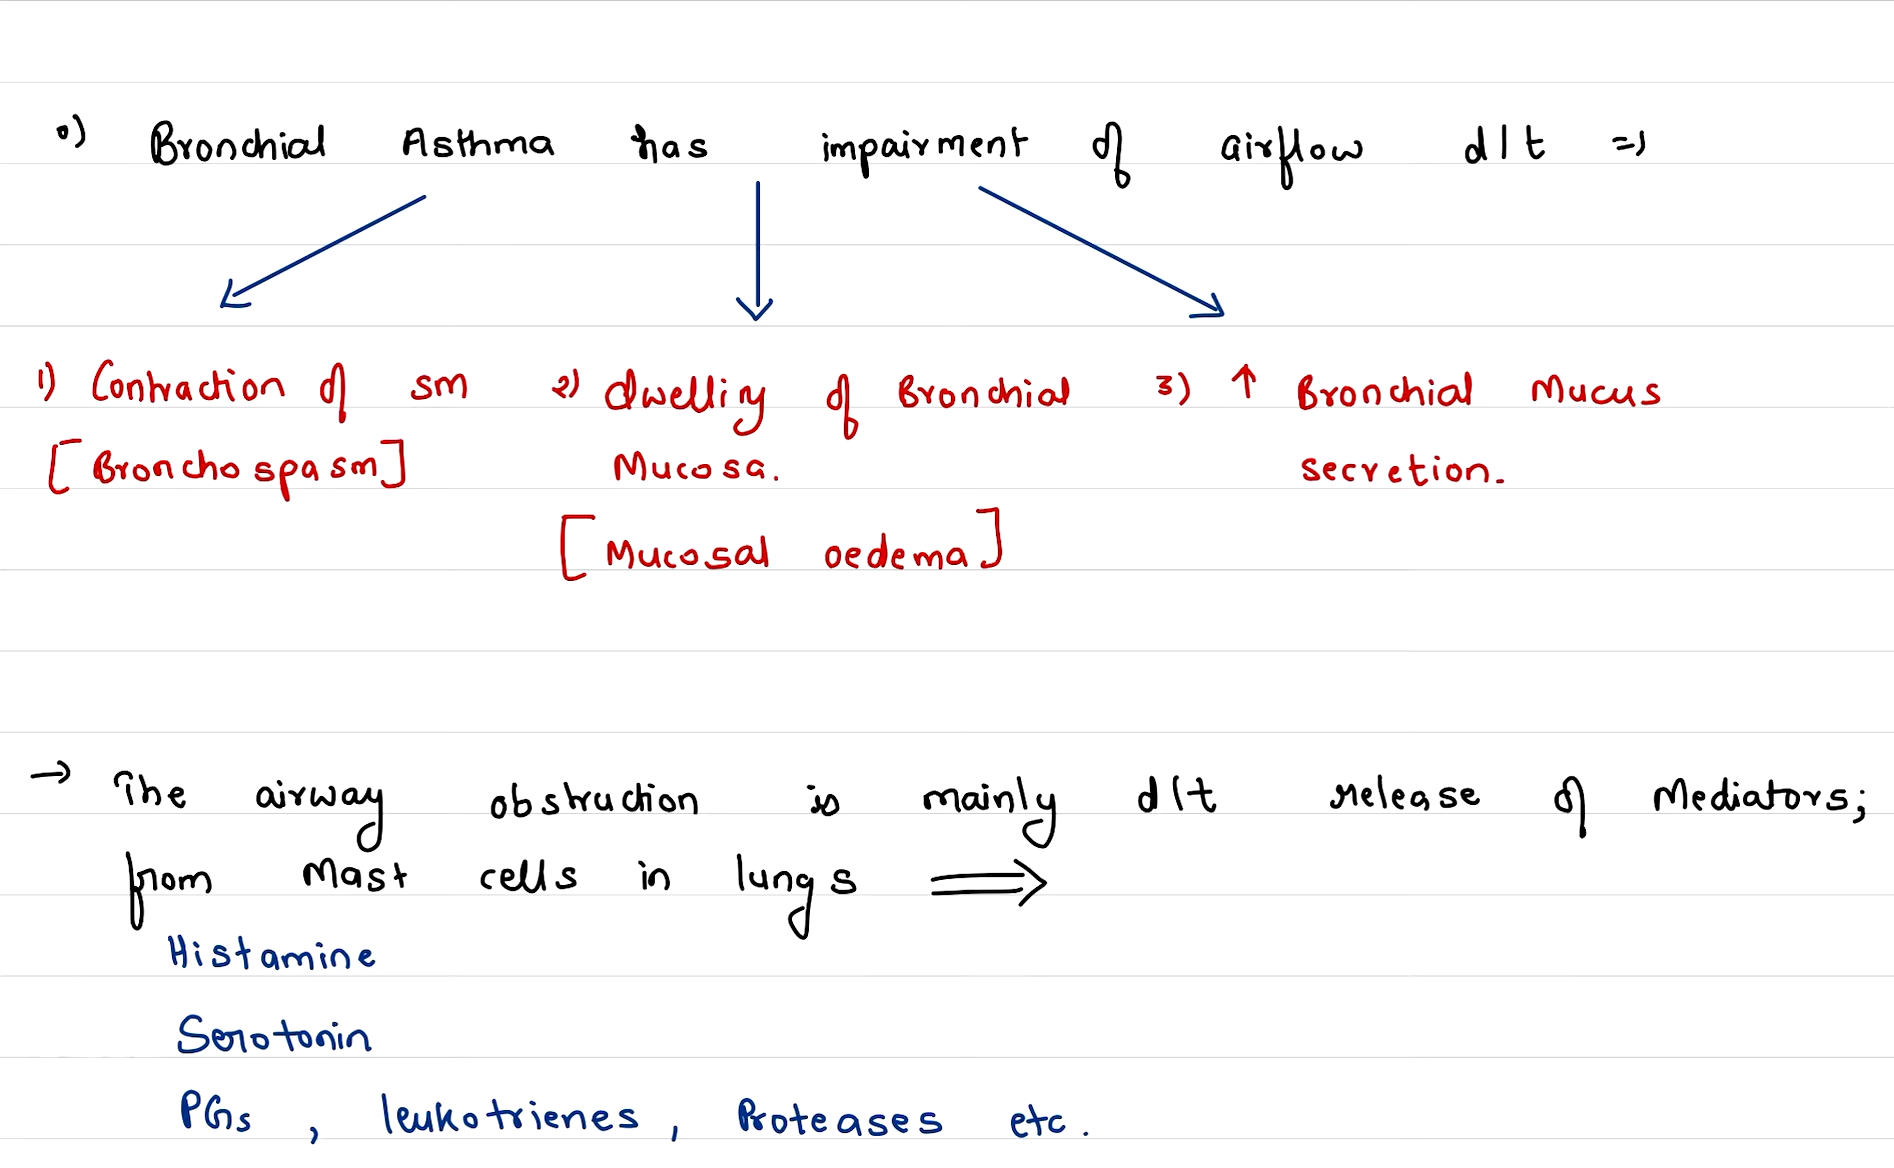 o) Bronchial Asthma has impairment of airflow d/t =>
1) Contraction of sm
[Bronchospasm]
2) dwelling of Bronchial
Mucosa.
[Mucosal oedema]
3) ↑ Bronchial Mucus
secretion.
→ The airway obstruction is mainly d/t release of Mediators;
from Mast cells in lungs ⟹
Histamine
Serotonin
PGs, leukotrienes, Proteases etc.